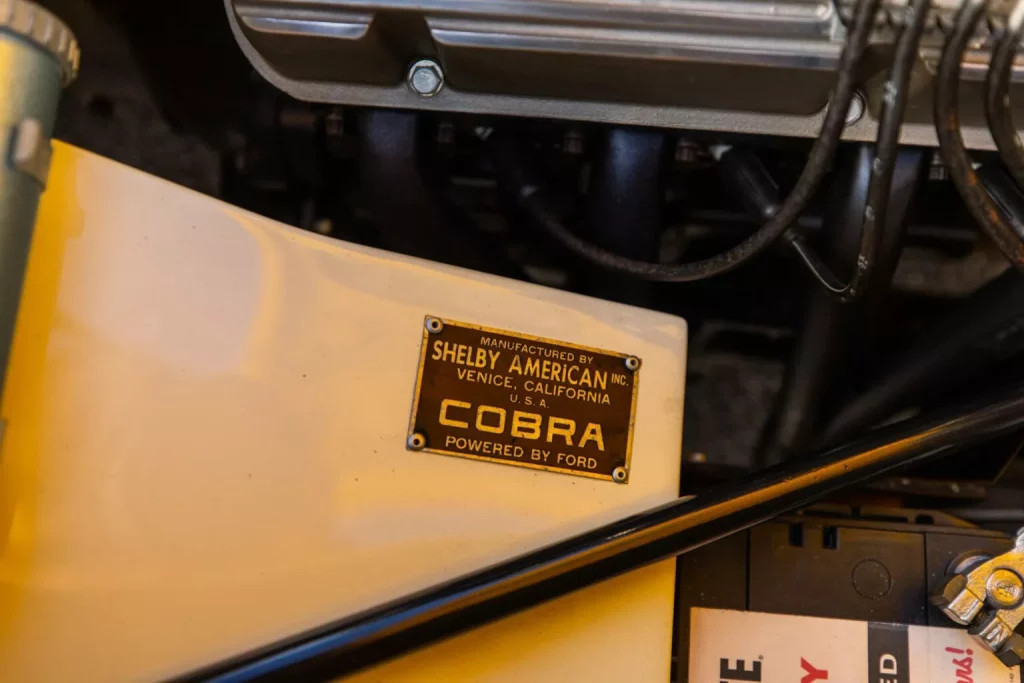 MANUFACTURED BY
SHELBY AMERICAN INC.
VENICE, CALIFORNIA
U.S.A.
COBRA
POWERED BY FORD